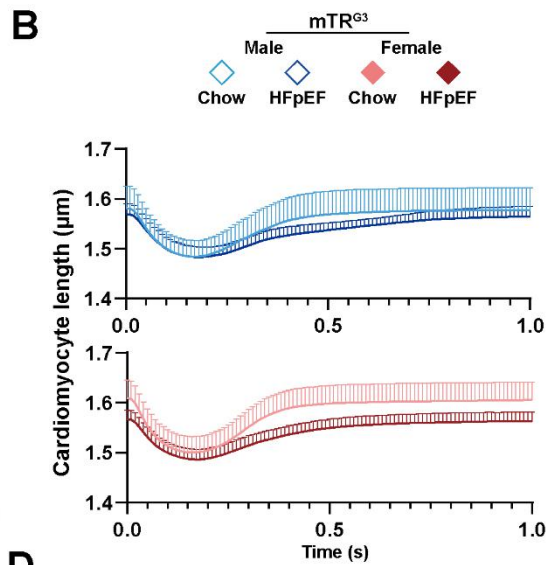 B
mTRᴳ³
Male Female
Chow HFpEF Chow HFpEF
Cardiomyocyte length (µm)
1.7
1.6
1.5
1.4
0.0 0.5 1.0
1.7
1.6
1.5
1.4
0.0 0.5 1.0
Time (s)
D